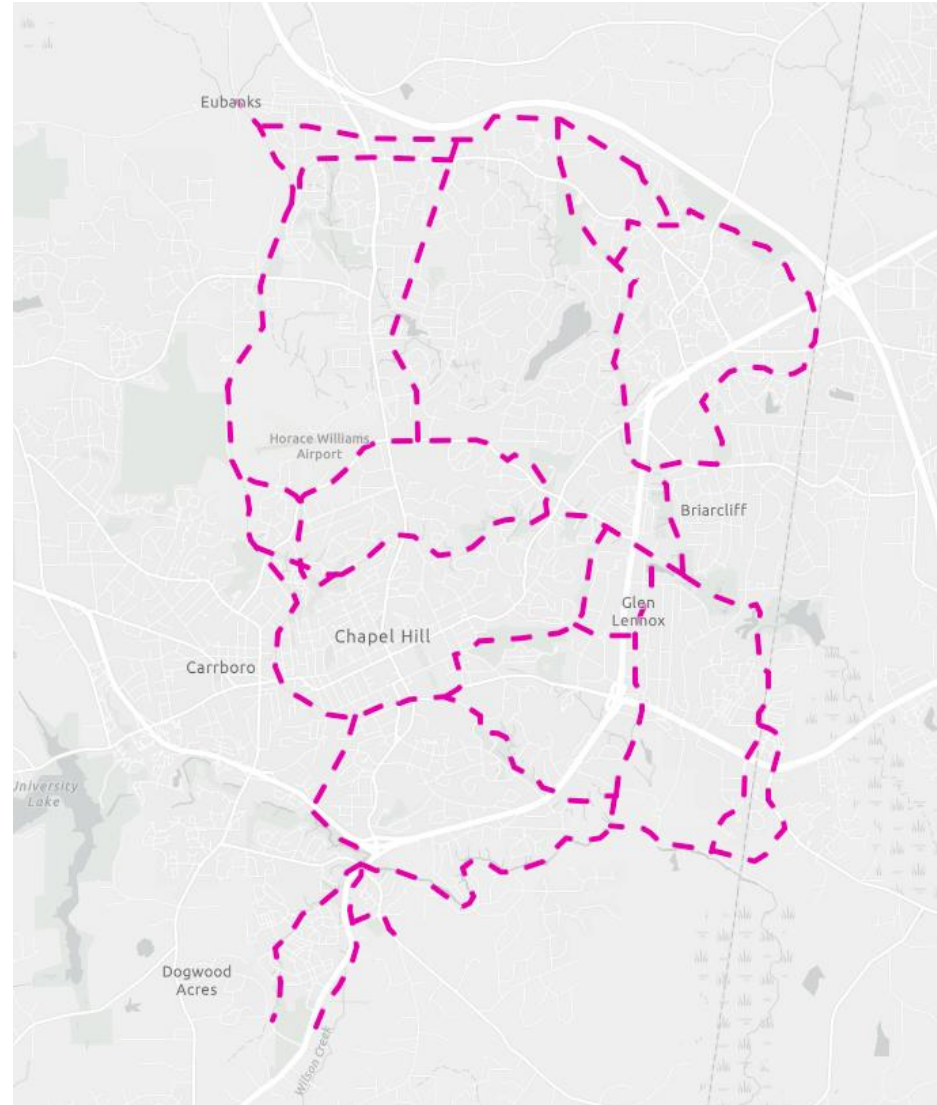 Eubanks
Horace Williams
Airport
Briarcliff
Glen
Lennox
Chapel Hill
Carrboro
University
Lake
Dogwood
Acres
Wilson Creek